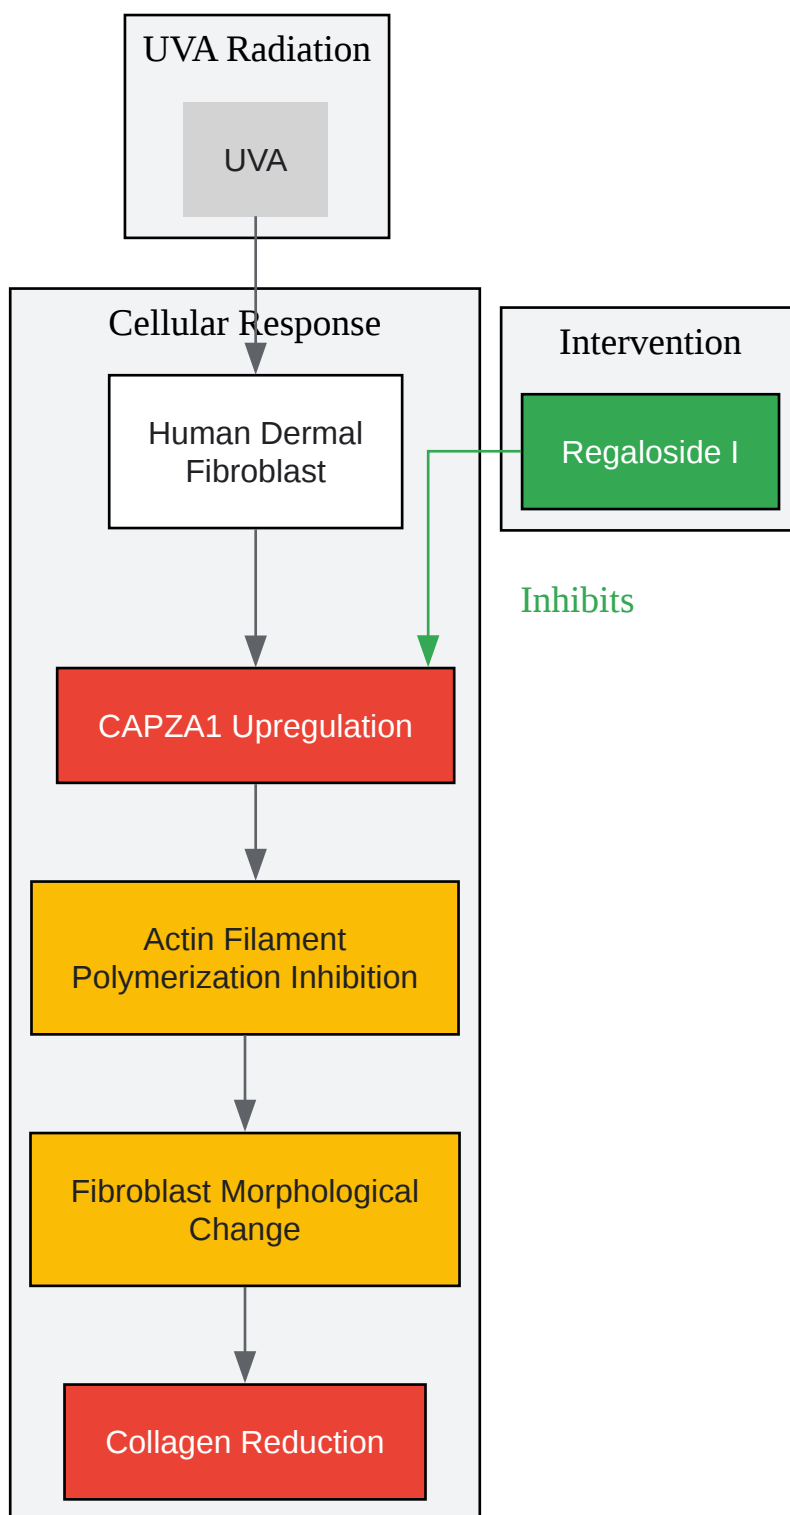 UVA Radiation
UVA
Cellular Response
Intervention
Human Dermal
Fibroblast
Regaloside I
Inhibits
CAPZA1 Upregulation
Actin Filament
Polymerization Inhibition
Fibroblast Morphological
Change
Collagen Reduction